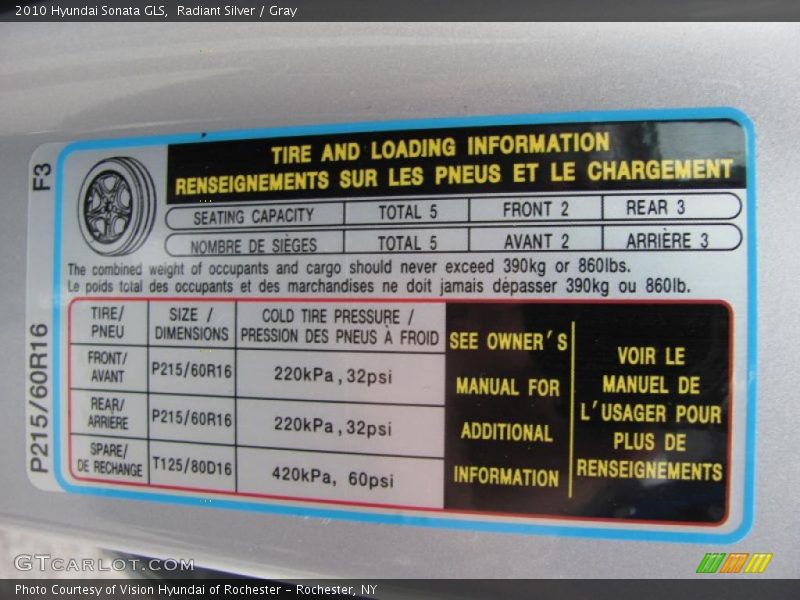 2010 Hyundai Sonata GLS,  Radiant Silver / Gray
F3
P215/60R16
TIRE AND LOADING INFORMATION
RENSEIGNEMENTS SUR LES PNEUS ET LE CHARGEMENT
SEATING CAPACITY TOTAL 5 FRONT 2 REAR 3
NOMBRE DE SIÈGES TOTAL 5 AVANT 2 ARRIÈRE 3
The combined weight of occupants and cargo should never exceed 390kg or 860lbs.
Le poids total des occupants et des marchandises ne doit jamais dépasser 390kg ou 860lb.
TIRE/
PNEU
SIZE /
DIMENSIONS
COLD TIRE PRESSURE /
PRESSION DES PNEUS À FROID
FRONT/
AVANT
P215/60R16
220kPa,32psi
REAR/
ARRIÈRE
P215/60R16
220kPa,32psi
SPARE/
DE RECHANGE
T125/80D16
420kPa, 60psi
SEE OWNER'S
MANUAL FOR
ADDITIONAL
INFORMATION
VOIR LE
MANUEL DE
L'USAGER POUR
PLUS DE
RENSEIGNEMENTS
GTCARLOT.COM
Photo Courtesy of Vision Hyundai of Rochester – Rochester, NY